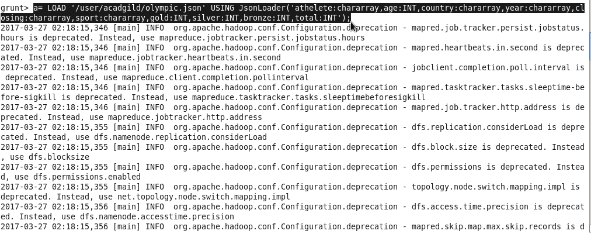 grunt> a= LOAD '/user/acadgild/olympic.json' USING JsonLoader('athelete:chararray,age:INT,country:chararray,year:chararray,cl
osing:chararray,sport:chararray,gold:INT,silver:INT,bronze:INT,total:INT');
2017-03-27 02:18:15,346 [main] INFO  org.apache.hadoop.conf.Configuration.deprecation - mapred.job.tracker.persist.jobstatus.
hours is deprecated. Instead, use mapreduce.jobtracker.persist.jobstatus.hours
2017-03-27 02:18:15,346 [main] INFO  org.apache.hadoop.conf.Configuration.deprecation - mapred.heartbeats.in.second is deprec
ated. Instead, use mapreduce.jobtracker.heartbeats.in.second
2017-03-27 02:18:15,346 [main] INFO  org.apache.hadoop.conf.Configuration.deprecation - jobclient.completion.poll.interval is
 deprecated. Instead, use mapreduce.client.completion.pollinterval
2017-03-27 02:18:15,346 [main] INFO  org.apache.hadoop.conf.Configuration.deprecation - mapred.tasktracker.tasks.sleeptime-be
fore-sigkill is deprecated. Instead, use mapreduce.tasktracker.tasks.sleeptimebeforesigkill
2017-03-27 02:18:15,346 [main] INFO  org.apache.hadoop.conf.Configuration.deprecation - mapred.job.tracker.http.address is de
precated. Instead, use mapreduce.jobtracker.http.address
2017-03-27 02:18:15,355 [main] INFO  org.apache.hadoop.conf.Configuration.deprecation - dfs.replication.considerLoad is depre
cated. Instead, use dfs.namenode.replication.considerLoad
2017-03-27 02:18:15,355 [main] INFO  org.apache.hadoop.conf.Configuration.deprecation - dfs.block.size is deprecated. Instead
, use dfs.blocksize
2017-03-27 02:18:15,355 [main] INFO  org.apache.hadoop.conf.Configuration.deprecation - dfs.permissions is deprecated. Instea
d, use dfs.permissions.enabled
2017-03-27 02:18:15,355 [main] INFO  org.apache.hadoop.conf.Configuration.deprecation - topology.node.switch.mapping.impl is
deprecated. Instead, use net.topology.node.switch.mapping.impl
2017-03-27 02:18:15,355 [main] INFO  org.apache.hadoop.conf.Configuration.deprecation - dfs.access.time.precision is deprecat
ed. Instead, use dfs.namenode.accesstime.precision
2017-03-27 02:18:15,356 [main] INFO  org.apache.hadoop.conf.Configuration.deprecation - mapred.skip.map.max.skip.records is d